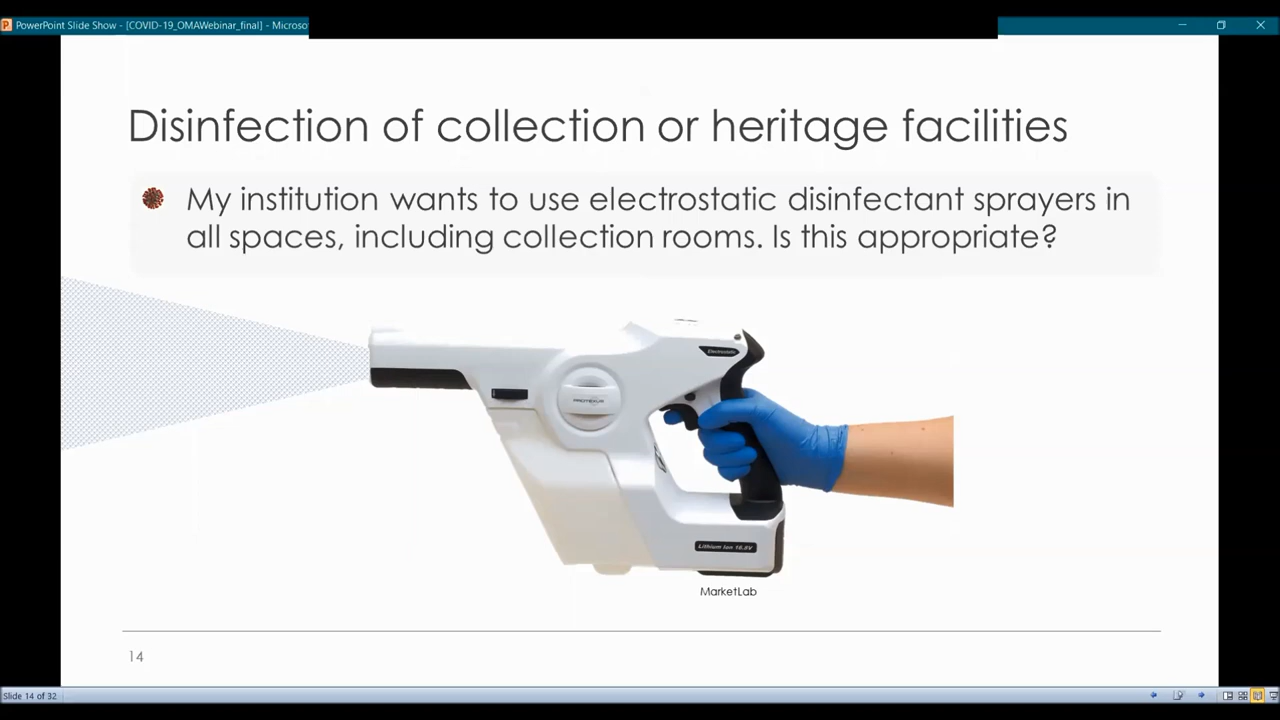 PowerPoint Slide Show - [COVID-19_OMAWebinar_final] - Microso
Disinfection of collection or heritage facilities
My institution wants to use electrostatic disinfectant sprayers in
all spaces, including collection rooms. Is this appropriate?
Electrostatic
PROTEXUS
Lithium Ion 16.8V
MarketLab
14
Slide 14 of 32